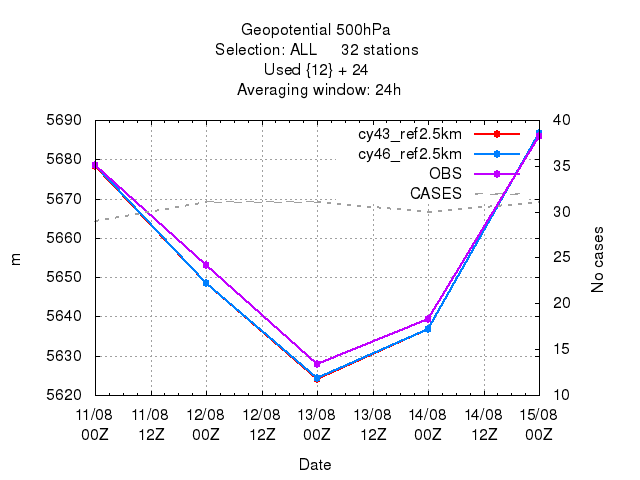 Geopotential 500hPa
Selection: ALL 32 stations
Used {12} + 24
Averaging window: 24h
5690
5680
5670
5660
5650
5640
5630
5620
m
40
35
30
25
20
15
10
No cases
cy43_ref2.5km
cy46_ref2.5km
OBS
CASES
11/08 11/08 12/08 12/08 13/08 13/08 14/08 14/08 15/08
00Z 12Z 00Z 12Z 00Z 12Z 00Z 12Z 00Z
Date